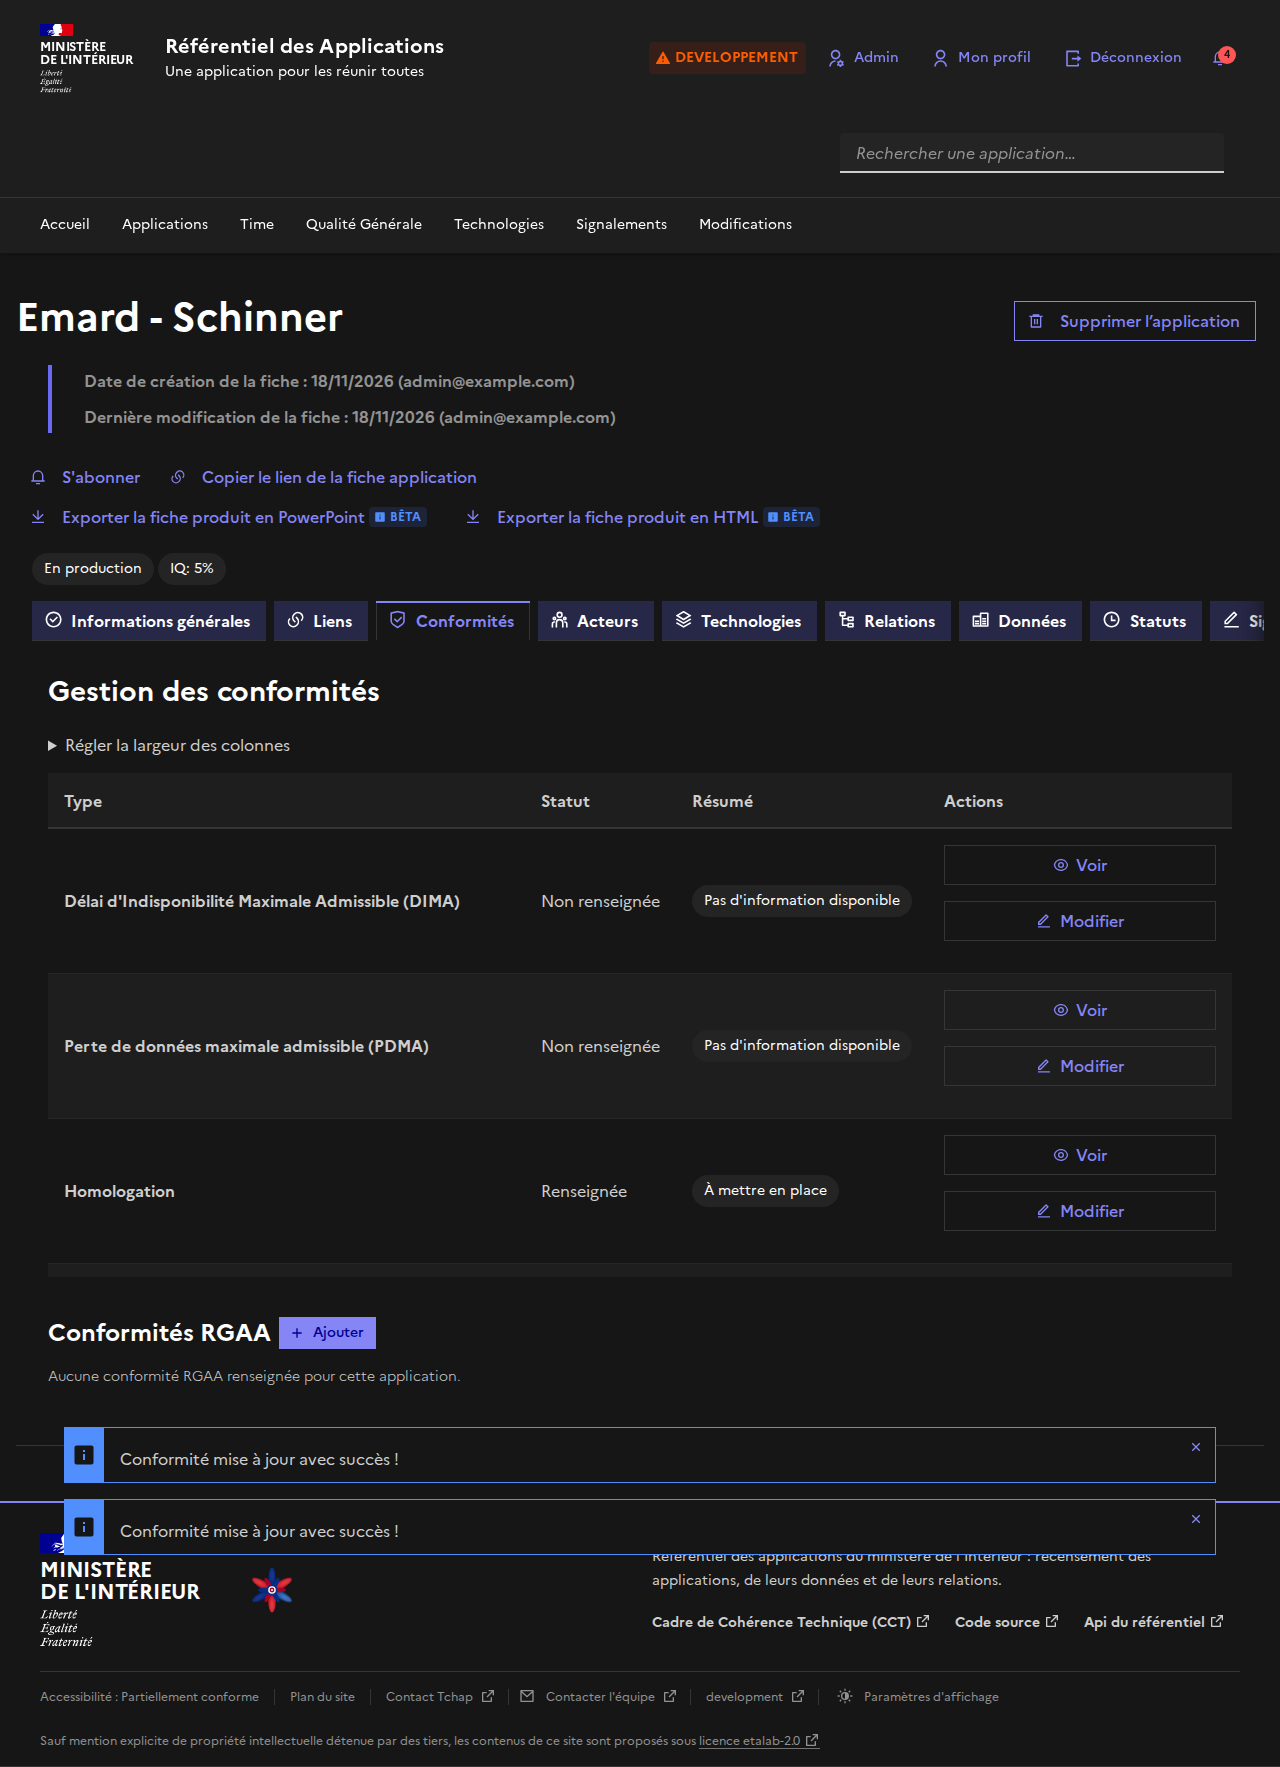 MINISTÈRE
DE L'INTÉRIEUR
Liberté
Égalité
Fraternité
Référentiel des Applications
Une application pour les réunir toutes
DEVELOPPEMENT
Admin
Mon profil
Déconnexion
4
Rechercher une application…
Accueil
Applications
Time
Qualité Générale
Technologies
Signalements
Modifications
Emard - Schinner
Supprimer l’application
Date de création de la fiche : 18/11/2026 (admin@example.com)
Dernière modification de la fiche : 18/11/2026 (admin@example.com)
S'abonner
Copier le lien de la fiche application
Exporter la fiche produit en PowerPoint BÊTA
Exporter la fiche produit en HTML BÊTA
En production
IQ: 5%
Informations générales
Liens
Conformités
Acteurs
Technologies
Relations
Données
Statuts
Gestion des conformités
Régler la largeur des colonnes
Type Statut Résumé Actions
Délai d'Indisponibilité Maximale Admissible (DIMA) Non renseignée Pas d'information disponible
Voir
Modifier
Perte de données maximale admissible (PDMA) Non renseignée Pas d'information disponible
Voir
Modifier
Homologation Renseignée À mettre en place
Voir
Modifier
Conformités RGAA
Ajouter
Aucune conformité RGAA renseignée pour cette application.
Conformité mise à jour avec succès !
Conformité mise à jour avec succès !
MINISTÈRE
DE L'INTÉRIEUR
Liberté
Égalité
Fraternité
Référentiel des applications du ministère de l'intérieur : recensement des
applications, de leurs données et de leurs relations.
Cadre de Cohérence Technique (CCT)
Code source
Api du référentiel
Accessibilité : Partiellement conforme
Plan du site
Contact Tchap
Contacter l'équipe
development
Paramètres d'affichage
Sauf mention explicite de propriété intellectuelle détenue par des tiers, les contenus de ce site sont proposés sous licence etalab-2.0